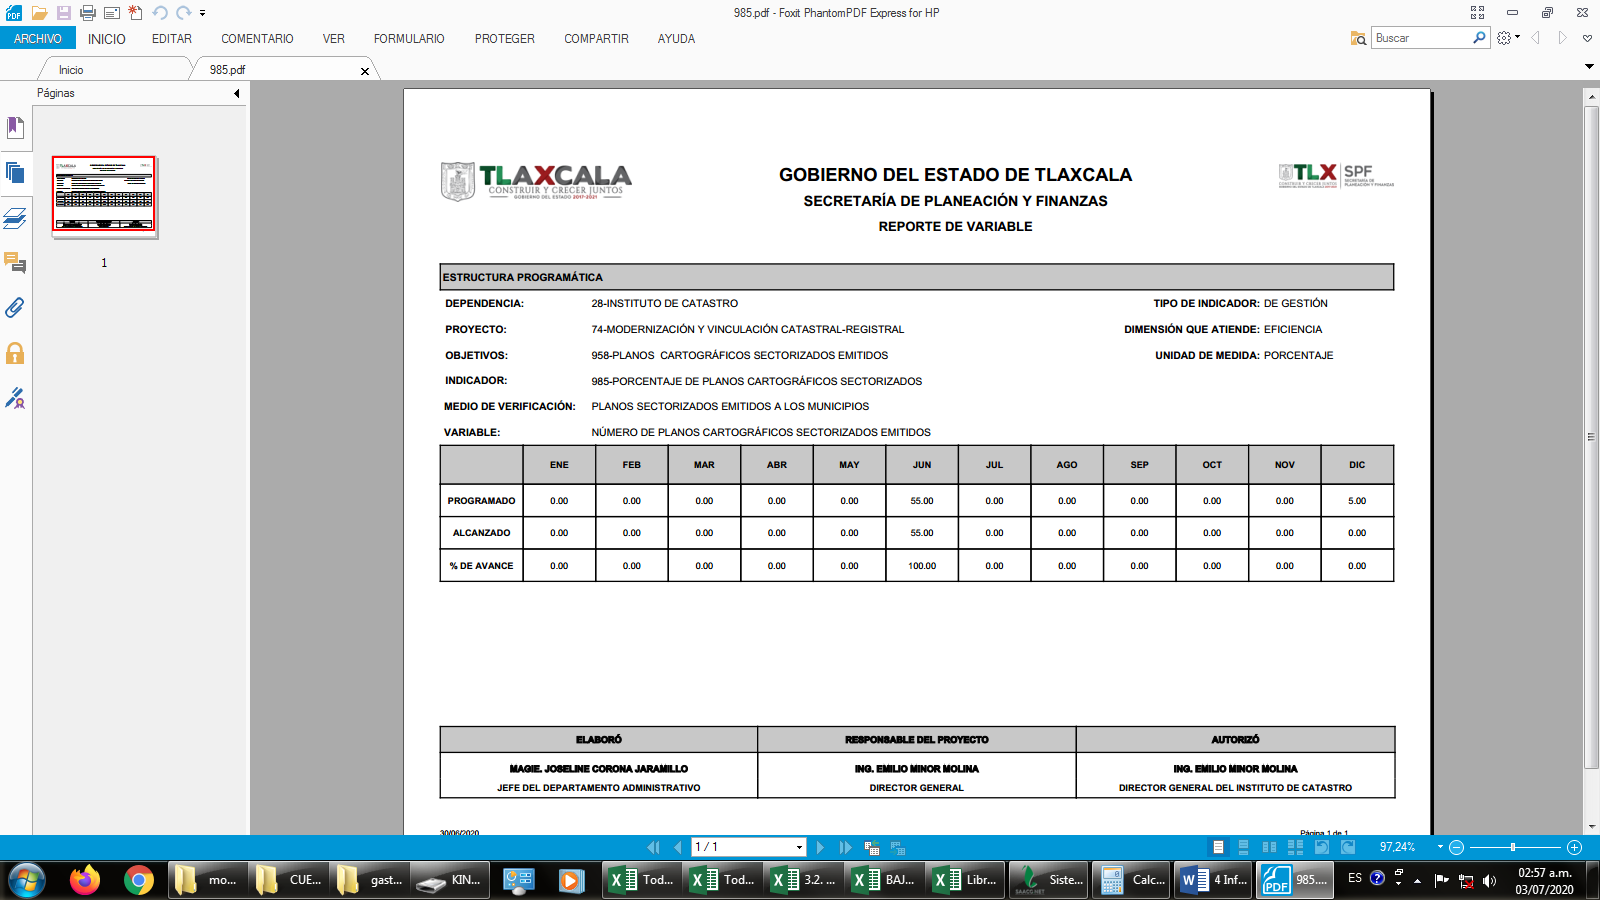 985.pdf - Foxit PhantomPDF Express for HP
ARCHIVO INICIO EDITAR COMENTARIO VER FORMULARIO PROTEGER COMPARTIR AYUDA Buscar
Inicio 985.pdf
Páginas
1
TLAXCALA
CONSTRUIR Y CRECER JUNTOS
GOBIERNO DEL ESTADO 2017-2021
GOBIERNO DEL ESTADO DE TLAXCALA
SECRETARÍA DE PLANEACIÓN Y FINANZAS
REPORTE DE VARIABLE
TLX SPF
CONSTRUIR Y CRECER JUNTOS
SECRETARÍA DE
PLANEACIÓN Y FINANZAS
ESTRUCTURA PROGRAMÁTICA
DEPENDENCIA: 28-INSTITUTO DE CATASTRO TIPO DE INDICADOR: DE GESTIÓN
PROYECTO: 74-MODERNIZACIÓN Y VINCULACIÓN CATASTRAL-REGISTRAL DIMENSIÓN QUE ATIENDE: EFICIENCIA
OBJETIVOS: 958-PLANOS CARTOGRÁFICOS SECTORIZADOS EMITIDOS UNIDAD DE MEDIDA: PORCENTAJE
INDICADOR: 985-PORCENTAJE DE PLANOS CARTOGRÁFICOS SECTORIZADOS
MEDIO DE VERIFICACIÓN: PLANOS SECTORIZADOS EMITIDOS A LOS MUNICIPIOS
VARIABLE: NÚMERO DE PLANOS CARTOGRÁFICOS SECTORIZADOS EMITIDOS
ENE FEB MAR ABR MAY JUN JUL AGO SEP OCT NOV DIC
PROGRAMADO 0.00 0.00 0.00 0.00 0.00 55.00 0.00 0.00 0.00 0.00 0.00 5.00
ALCANZADO 0.00 0.00 0.00 0.00 0.00 55.00 0.00 0.00 0.00 0.00 0.00 0.00
% DE AVANCE 0.00 0.00 0.00 0.00 0.00 100.00 0.00 0.00 0.00 0.00 0.00 0.00
ELABORÓ RESPONSABLE DEL PROYECTO AUTORIZÓ
MAGIE. JOSELINE CORONA JARAMILLO ING. EMILIO MINOR MOLINA ING. EMILIO MINOR MOLINA
JEFE DEL DEPARTAMENTO ADMINISTRATIVO DIRECTOR GENERAL DIRECTOR GENERAL DEL INSTITUTO DE CATASTRO
30/06/2020 Página 1 de 1
1 / 1 97,24%
mo... CUE... gast... KIN... Tod... Tod... 3.2. ... BAJ... Libr... Siste... Calc... 4 Inf... 985.... ES 02:57 a.m.
03/07/2020